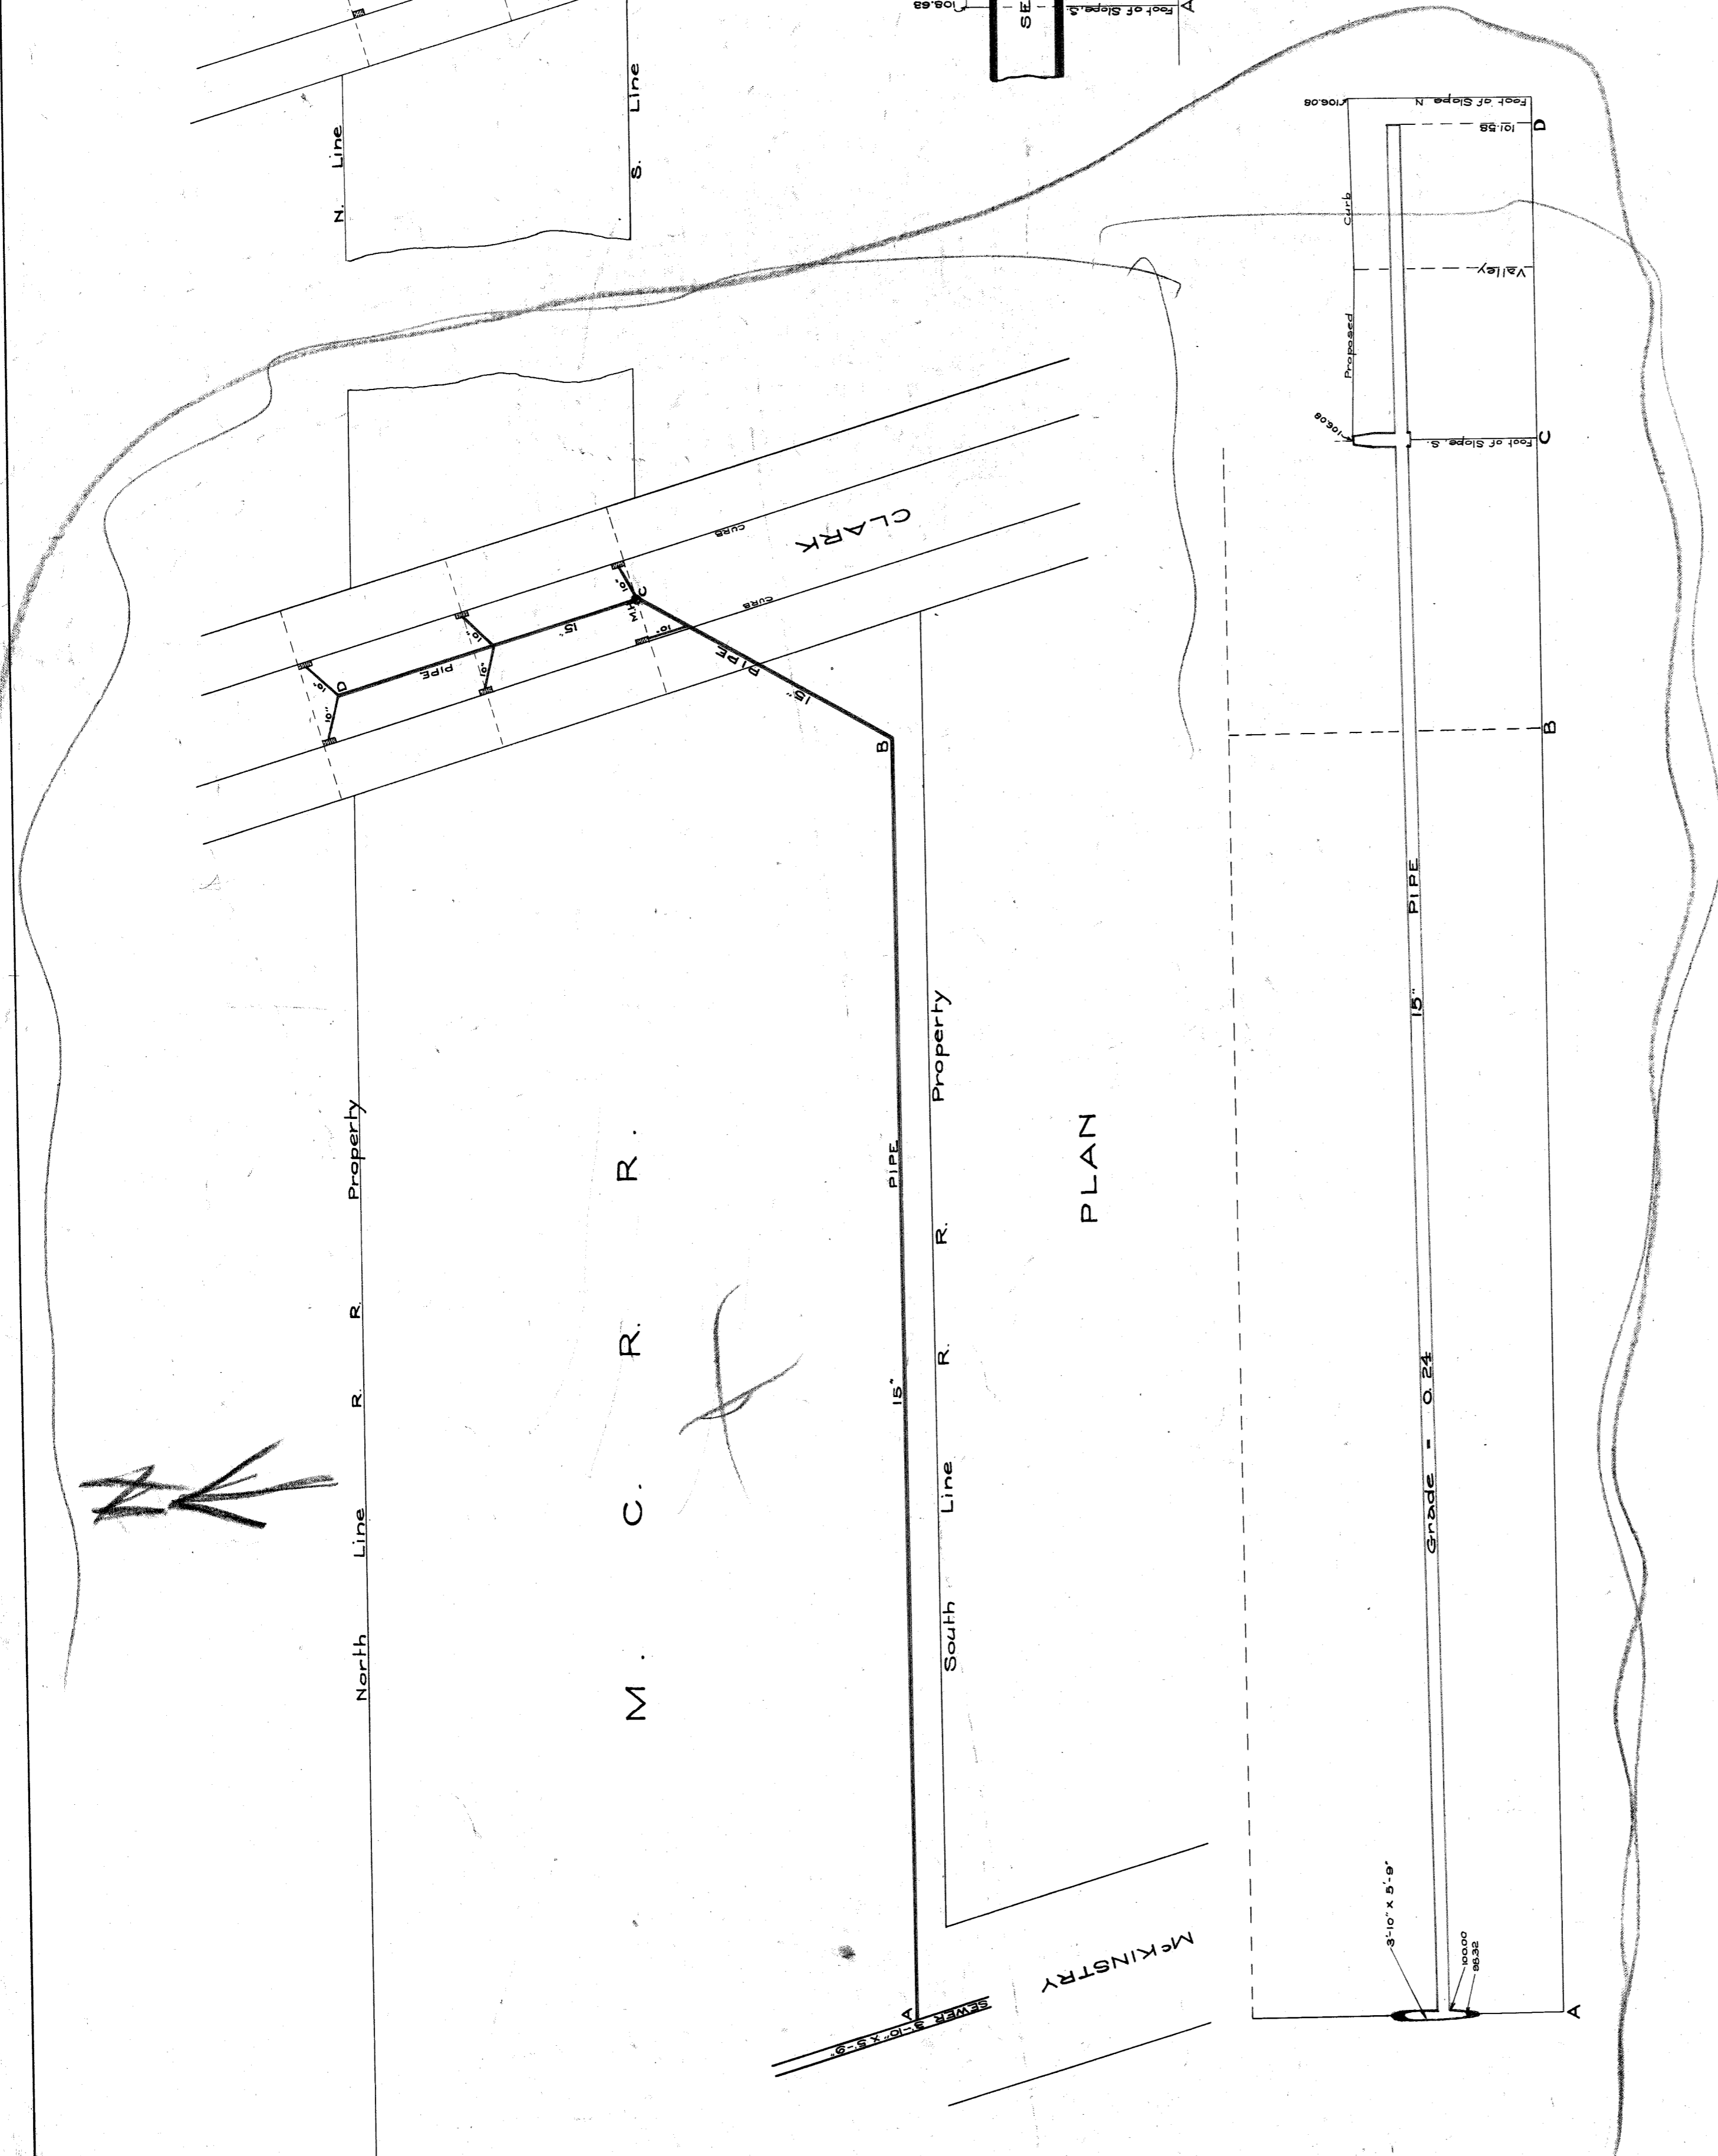 N. Line
S. Line
SE
108.63
Foot of Slope, S.
A
North Line R. R. Property
M. C. R. R.
N
CLARK
CURB
CURB
D
10"
10"
PIPE
10"
10"
15"
MH
C
10"
10"
PIPE
15"
B
PIPE
15"
A
SEWER 3'-10" X 5'-9"
South Line R. R. Property
McKINSTRY
PLAN
106.08
Foot of Slope N
101.58
D
Curb
Valley
Proposed
106.08
Foot of Slope, S.
C
B
15" PIPE
Grade - 0.24
3'-10" X 5'-9"
100.00
A